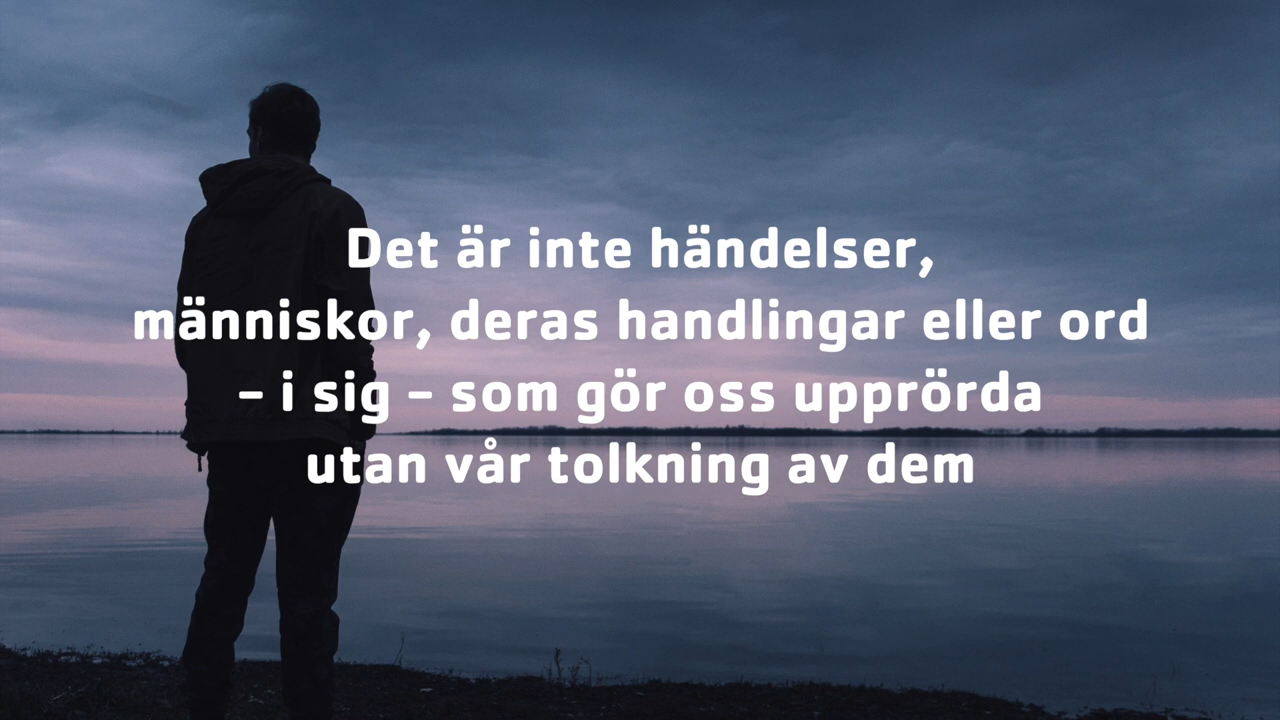 Det är inte händelser,
människor, deras handlingar eller ord
– i sig – som gör oss upprörda
utan vår tolkning av dem